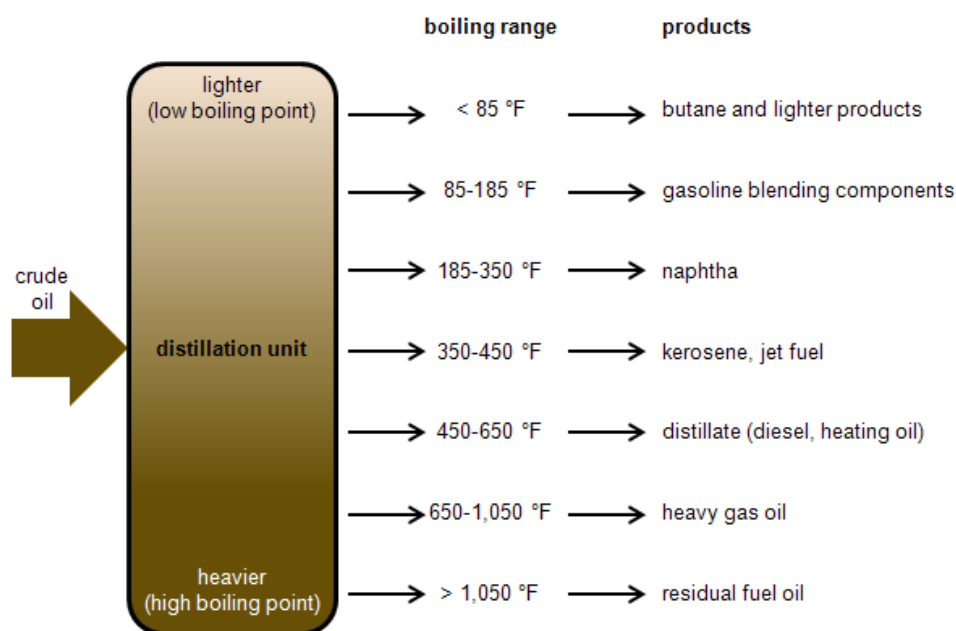 boiling range products
lighter
(low boiling point)
< 85 °F butane and lighter products
85-185 °F gasoline blending components
185-350 °F naphtha
crude
oil
distillation unit
350-450 °F kerosene, jet fuel
450-650 °F distillate (diesel, heating oil)
650-1,050 °F heavy gas oil
heavier
(high boiling point)
> 1,050 °F residual fuel oil